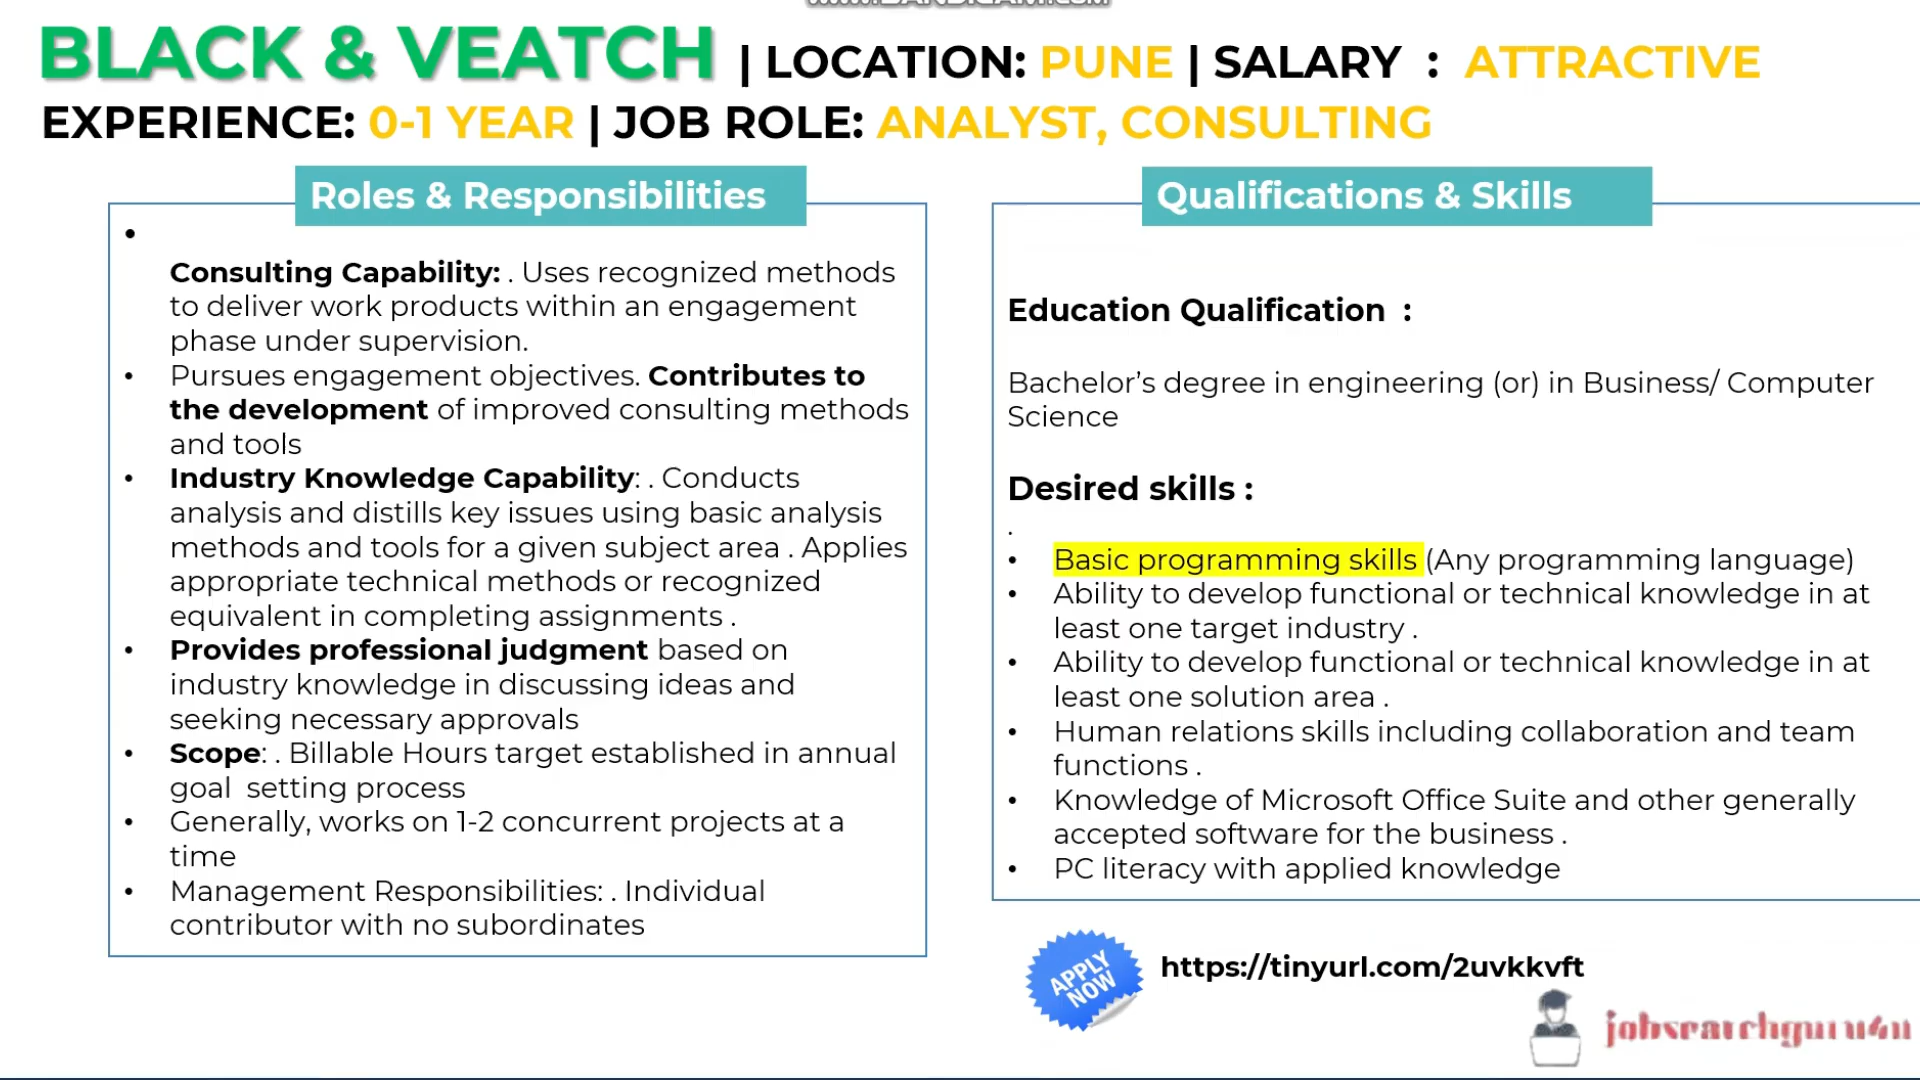 BLACK & VEATCH | LOCATION: PUNE | SALARY : ATTRACTIVE
EXPERIENCE: 0-1 YEAR | JOB ROLE: ANALYST, CONSULTING
Roles & Responsibilities
•
Consulting Capability: . Uses recognized methods
to deliver work products within an engagement
phase under supervision.
• Pursues engagement objectives. Contributes to
the development of improved consulting methods
and tools
• Industry Knowledge Capability: . Conducts
analysis and distills key issues using basic analysis
methods and tools for a given subject area . Applies
appropriate technical methods or recognized
equivalent in completing assignments .
• Provides professional judgment based on
industry knowledge in discussing ideas and
seeking necessary approvals
• Scope: . Billable Hours target established in annual
goal  setting process
• Generally, works on 1-2 concurrent projects at a
time
• Management Responsibilities: . Individual
contributor with no subordinates
Qualifications & Skills
Education Qualification :
Bachelor’s degree in engineering (or) in Business/ Computer
Science
Desired skills :
.
• Basic programming skills (Any programming language)
• Ability to develop functional or technical knowledge in at
least one target industry .
• Ability to develop functional or technical knowledge in at
least one solution area .
• Human relations skills including collaboration and team
functions .
• Knowledge of Microsoft Office Suite and other generally
accepted software for the business .
• PC literacy with applied knowledge
APPLY
NOW
https://tinyurl.com/2uvkkvft
jobsearchguru4u